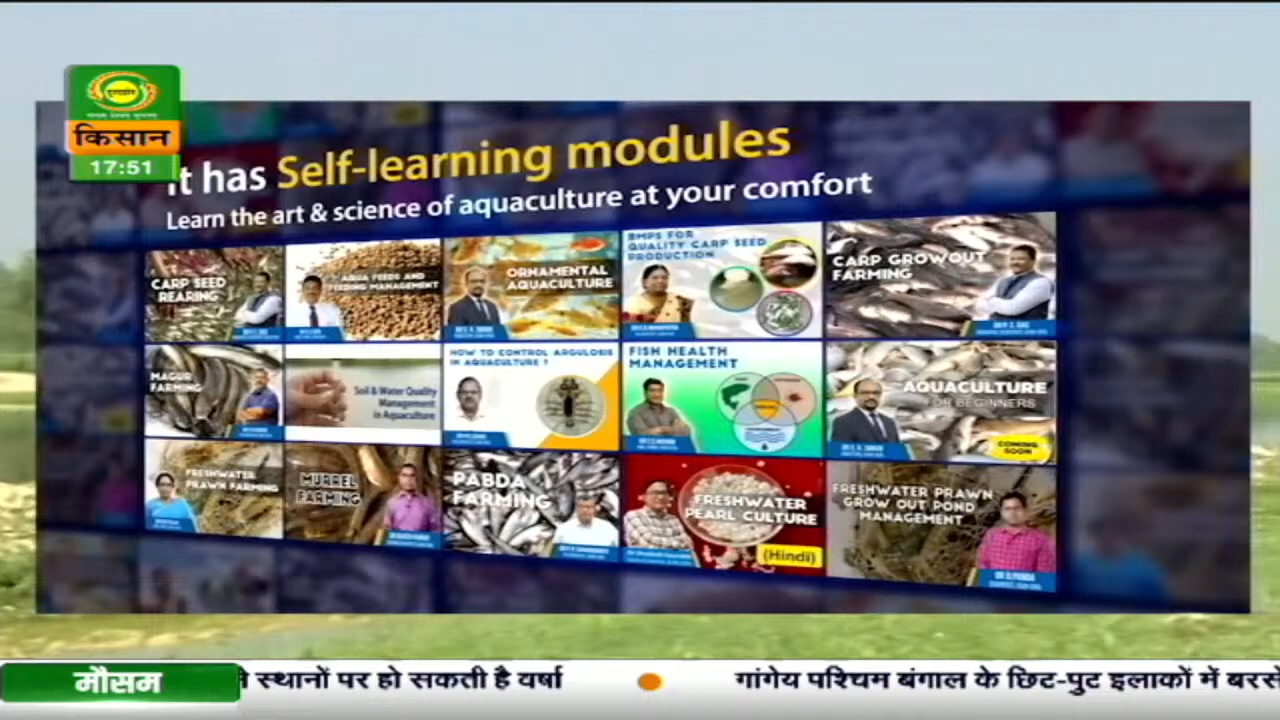 किसान
17:51
It has Self-learning modules
Learn the art & science of aquaculture at your comfort
CARP SEED
REARING
AQUA FEEDS AND
FEEDING MANAGEMENT
ORNAMENTAL
AQUACULTURE
BMPS FOR
QUALITY CARP SEED
PRODUCTION
CARP GROWOUT
FARMING
MAGUR
FARMING
Soil & Water Quality
Management
in Aquaculture
HOW TO CONTROL ARGULOSIS
IN AQUACULTURE ?
FISH HEALTH
MANAGEMENT
AQUACULTURE
FOR BEGINNERS
COMING
SOON
FRESHWATER
PRAWN FARMING
MURREL
FARMING
PABDA
FARMING
FRESHWATER
PEARL CULTURE
(Hindi)
FRESHWATER PRAWN
GROW OUT POND
MANAGEMENT
मौसम
स्थानों पर हो सकती है वर्षा
गांगेय पश्चिम बंगाल के छिट-पुट इलाकों में